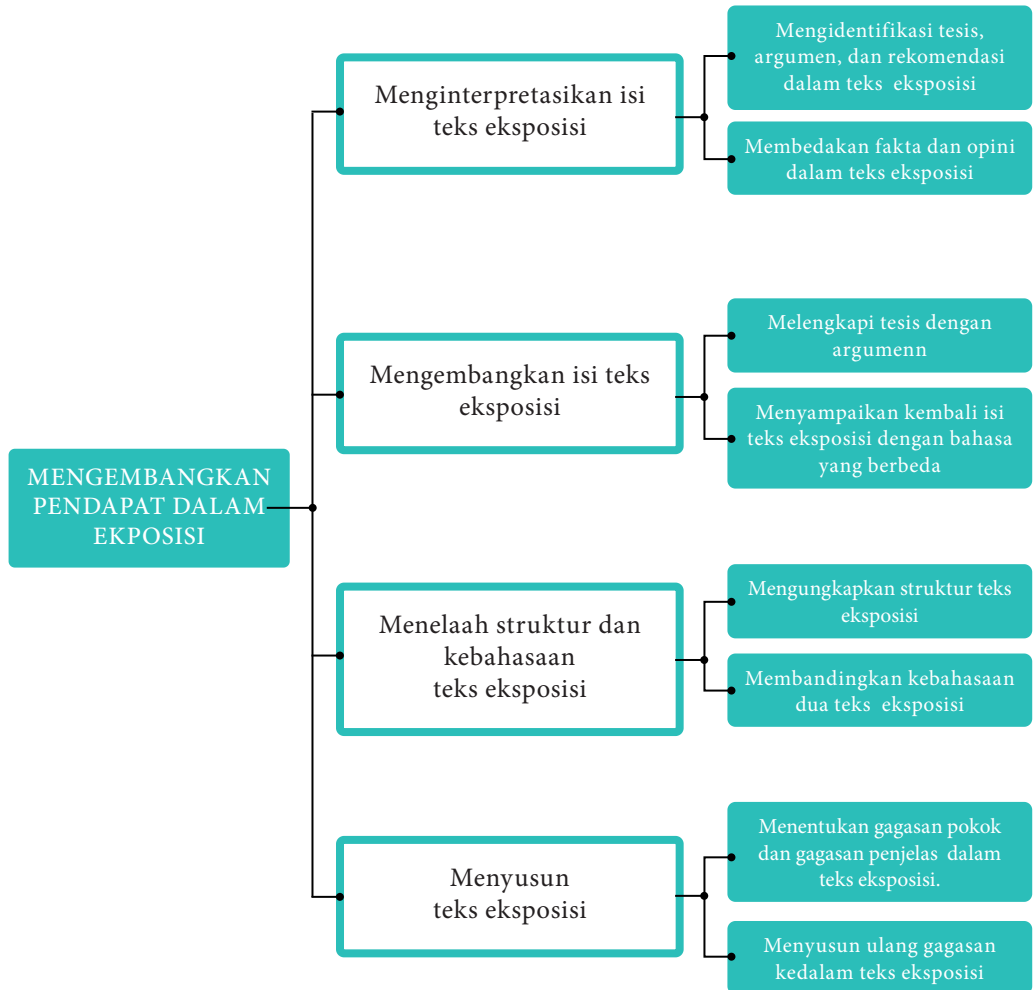 MENGEMBANGKAN
PENDAPAT DALAM
EKPOSISI
Menginterpretasikan isi
teks eksposisi
Mengidentifikasi tesis,
argumen, dan rekomendasi
dalam teks eksposisi
Membedakan fakta dan opini
dalam teks eksposisi
Mengembangkan isi teks
eksposisi
Melengkapi tesis dengan
argumenn
Menyampaikan kembali isi
teks eksposisi dengan bahasa
yang berbeda
Menelaah struktur dan
kebahasaan
teks eksposisi
Mengungkapkan struktur teks
eksposisi
Membandingkan kebahasaan
dua teks eksposisi
Menyusun
teks eksposisi
Menentukan gagasan pokok
dan gagasan penjelas dalam
teks eksposisi.
Menyusun ulang gagasan
kedalam teks eksposisi